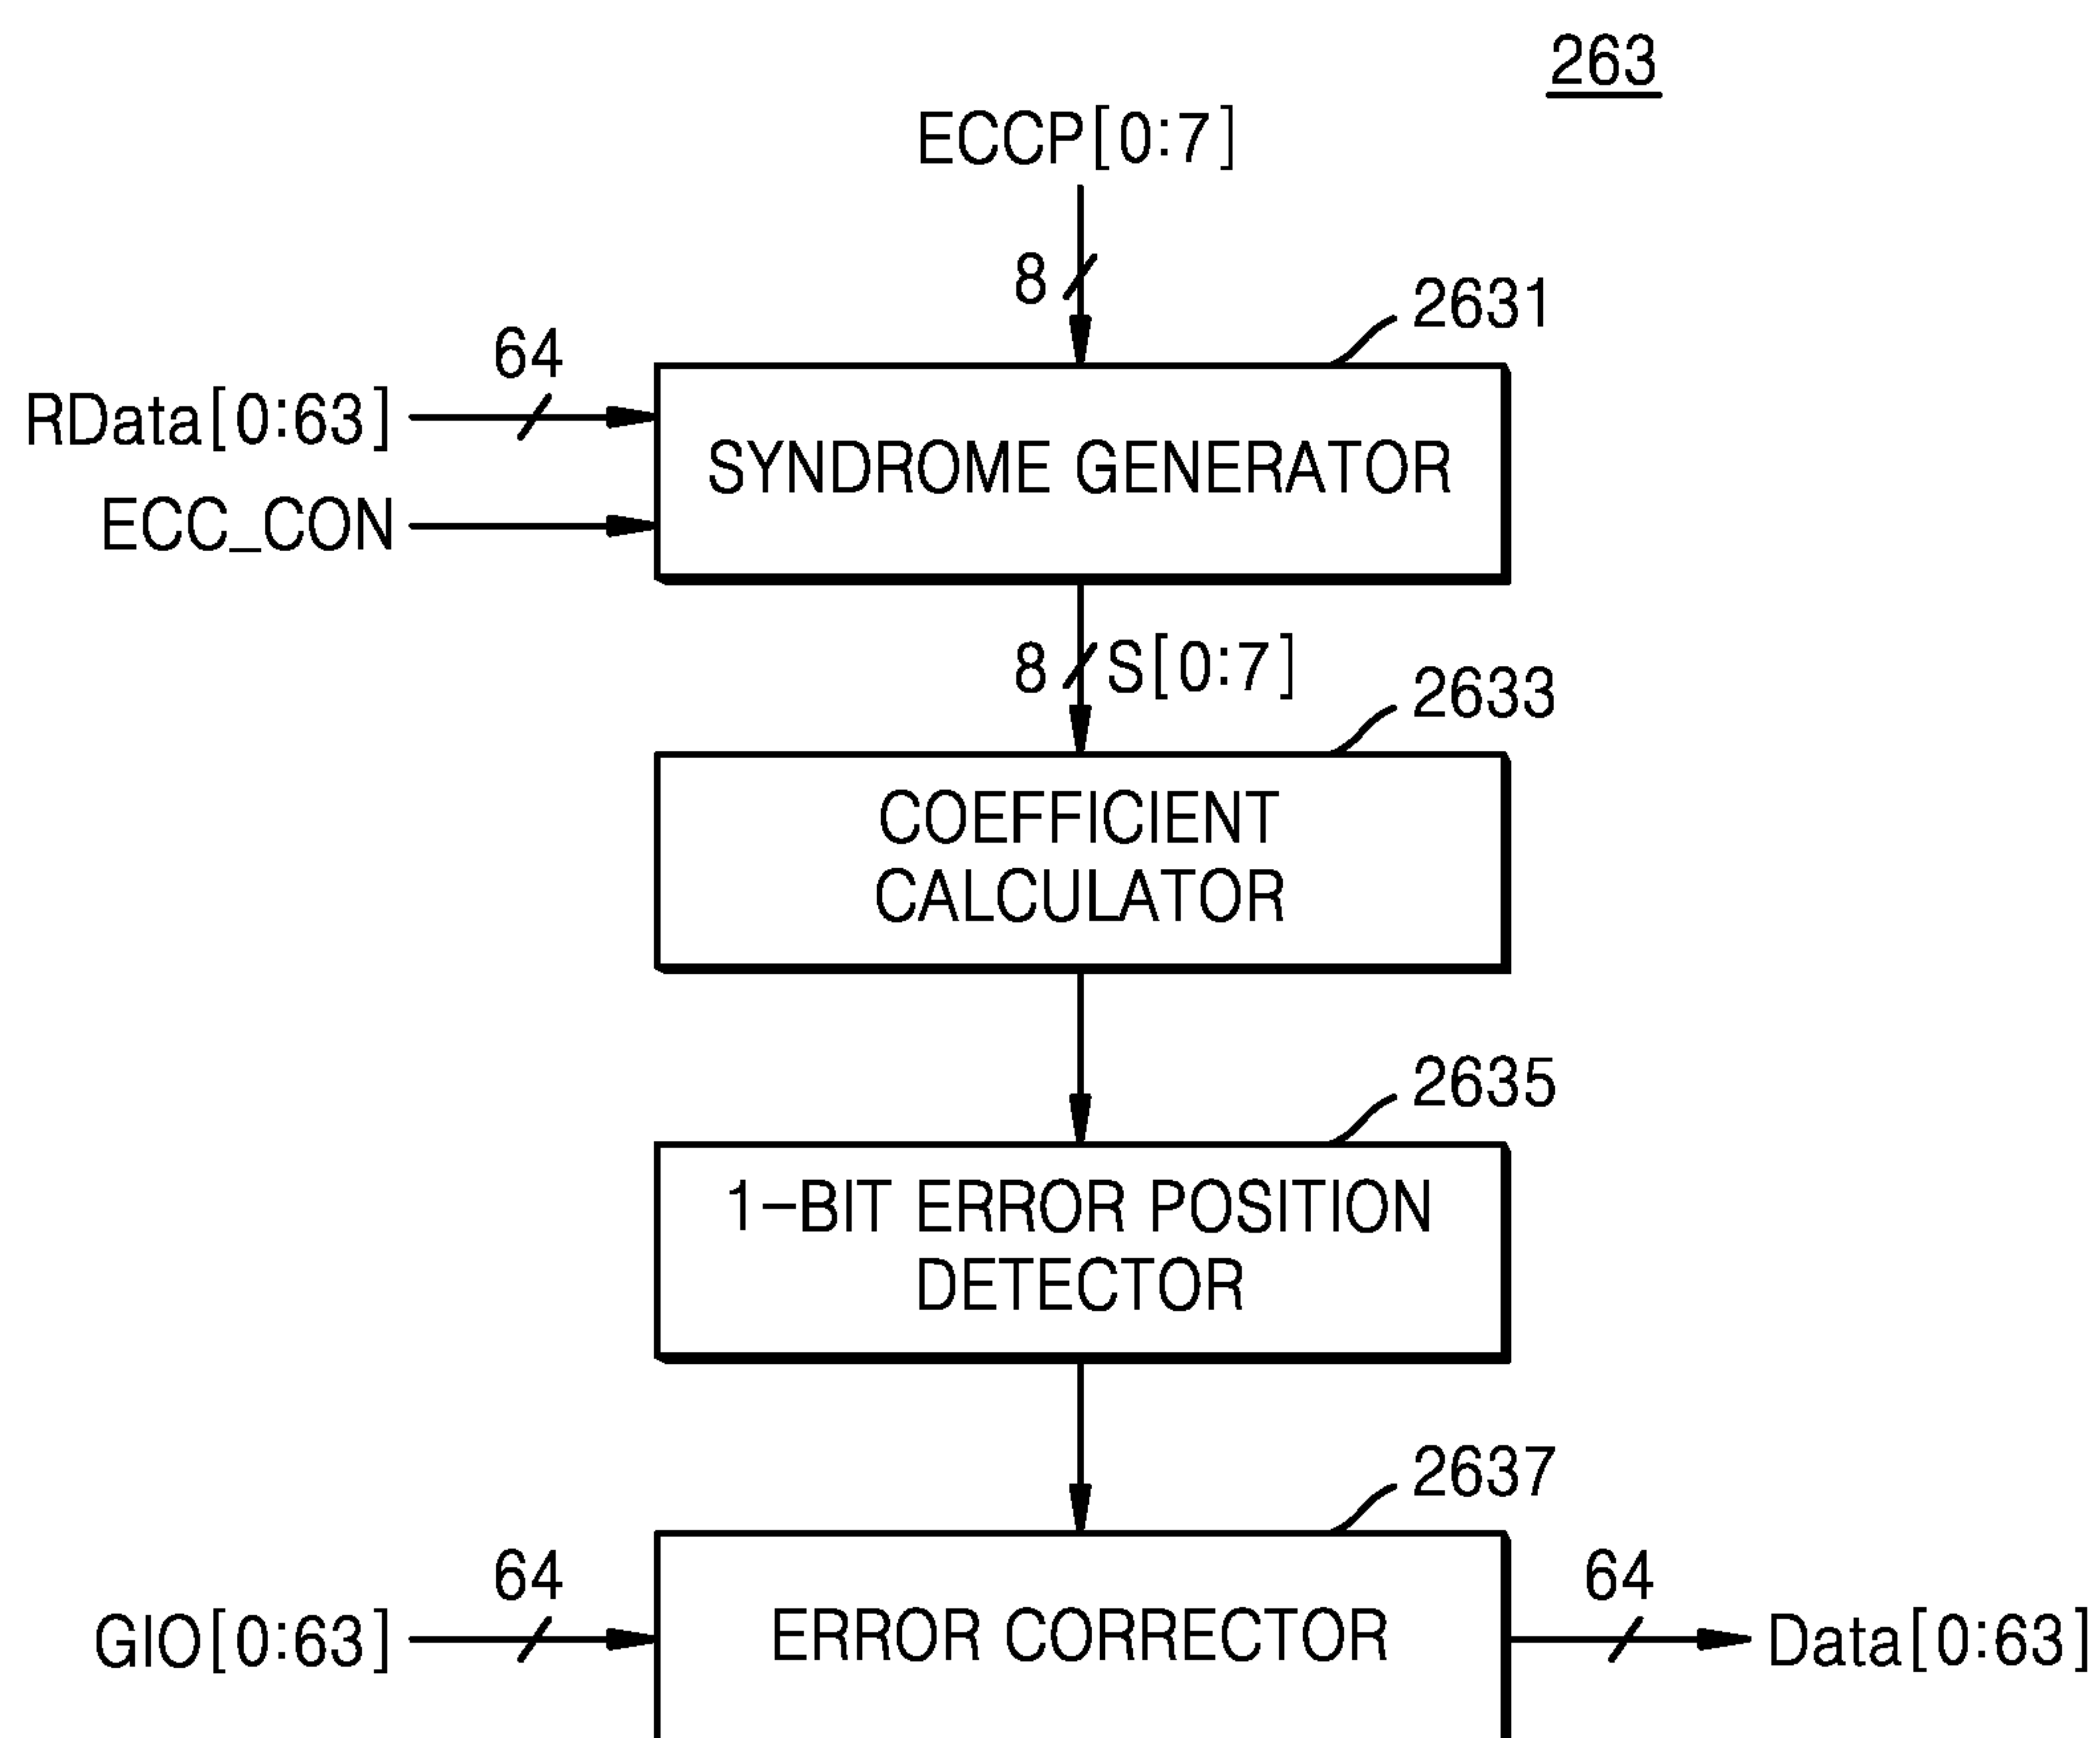 263
ECCP[0:7]
8
2631
64
RData[0:63]
SYNDROME GENERATOR
ECC_CON
8
S[0:7]
2633
COEFFICIENT
CALCULATOR
2635
1-BIT ERROR POSITION
DETECTOR
2637
64
GIO[0:63]
ERROR CORRECTOR
64
Data[0:63]